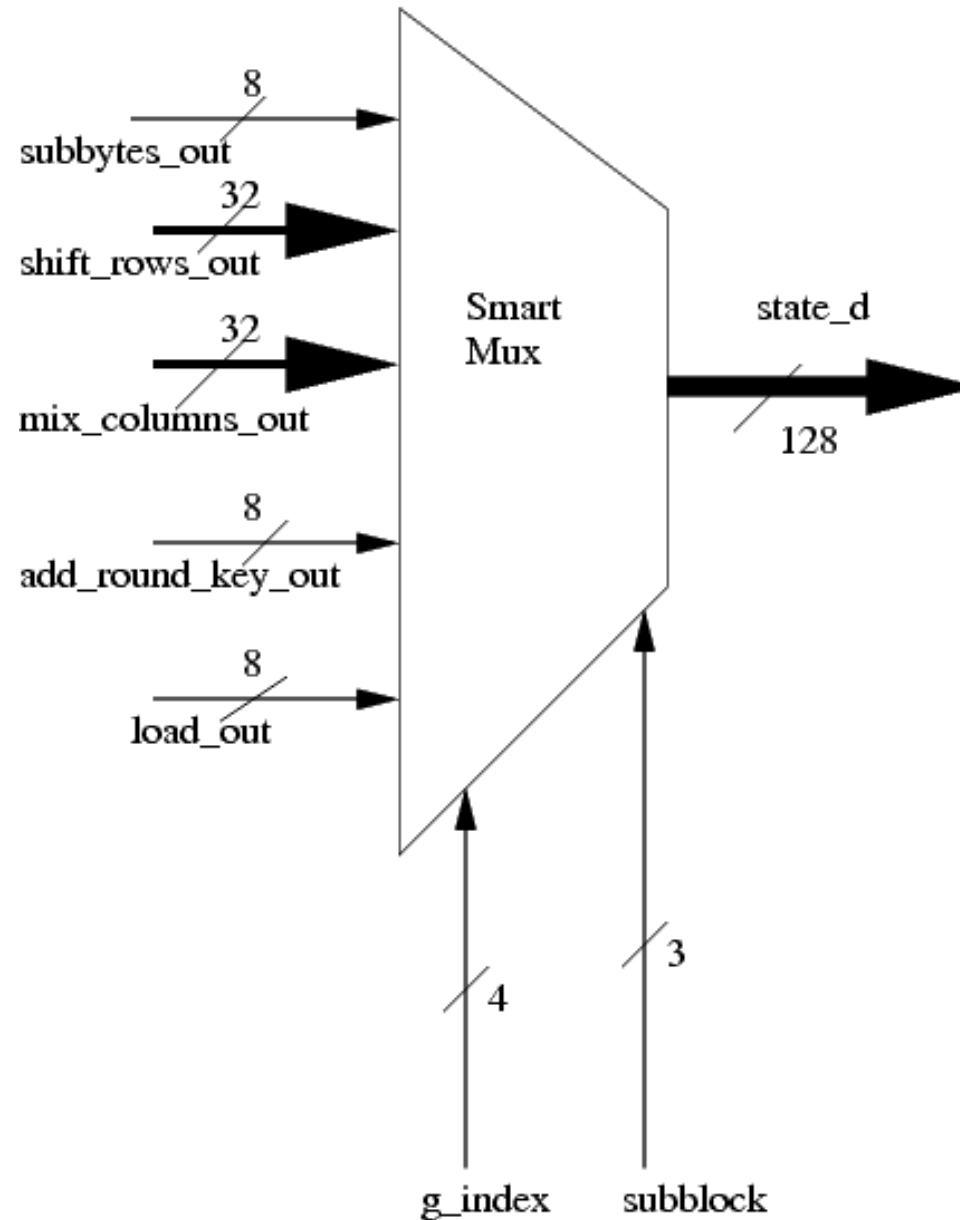 8
subbytes_out
32
shift_rows_out
32
mix_columns_out
8
add_round_key_out
8
load_out
Smart
Mux
state_d
128
4
3
g_index
subblock